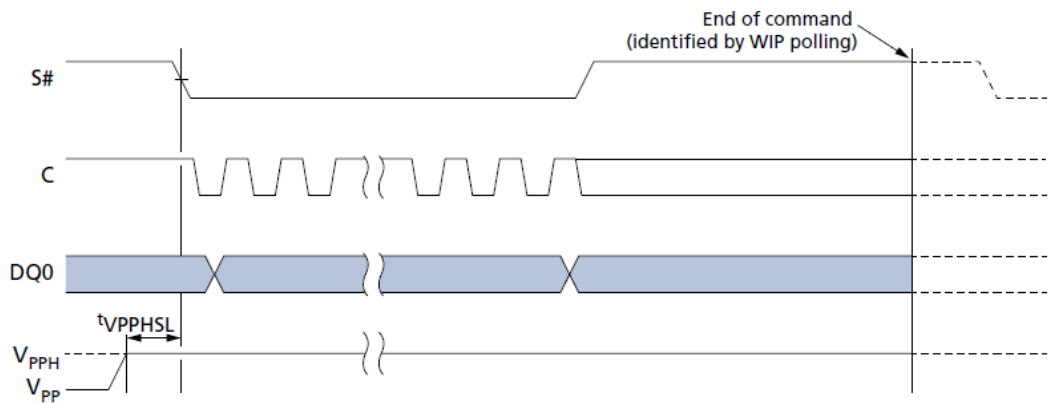 End of command
(identified by WIP polling)
S#
C
DQ0
tVPPHSL
VPPH
VPP